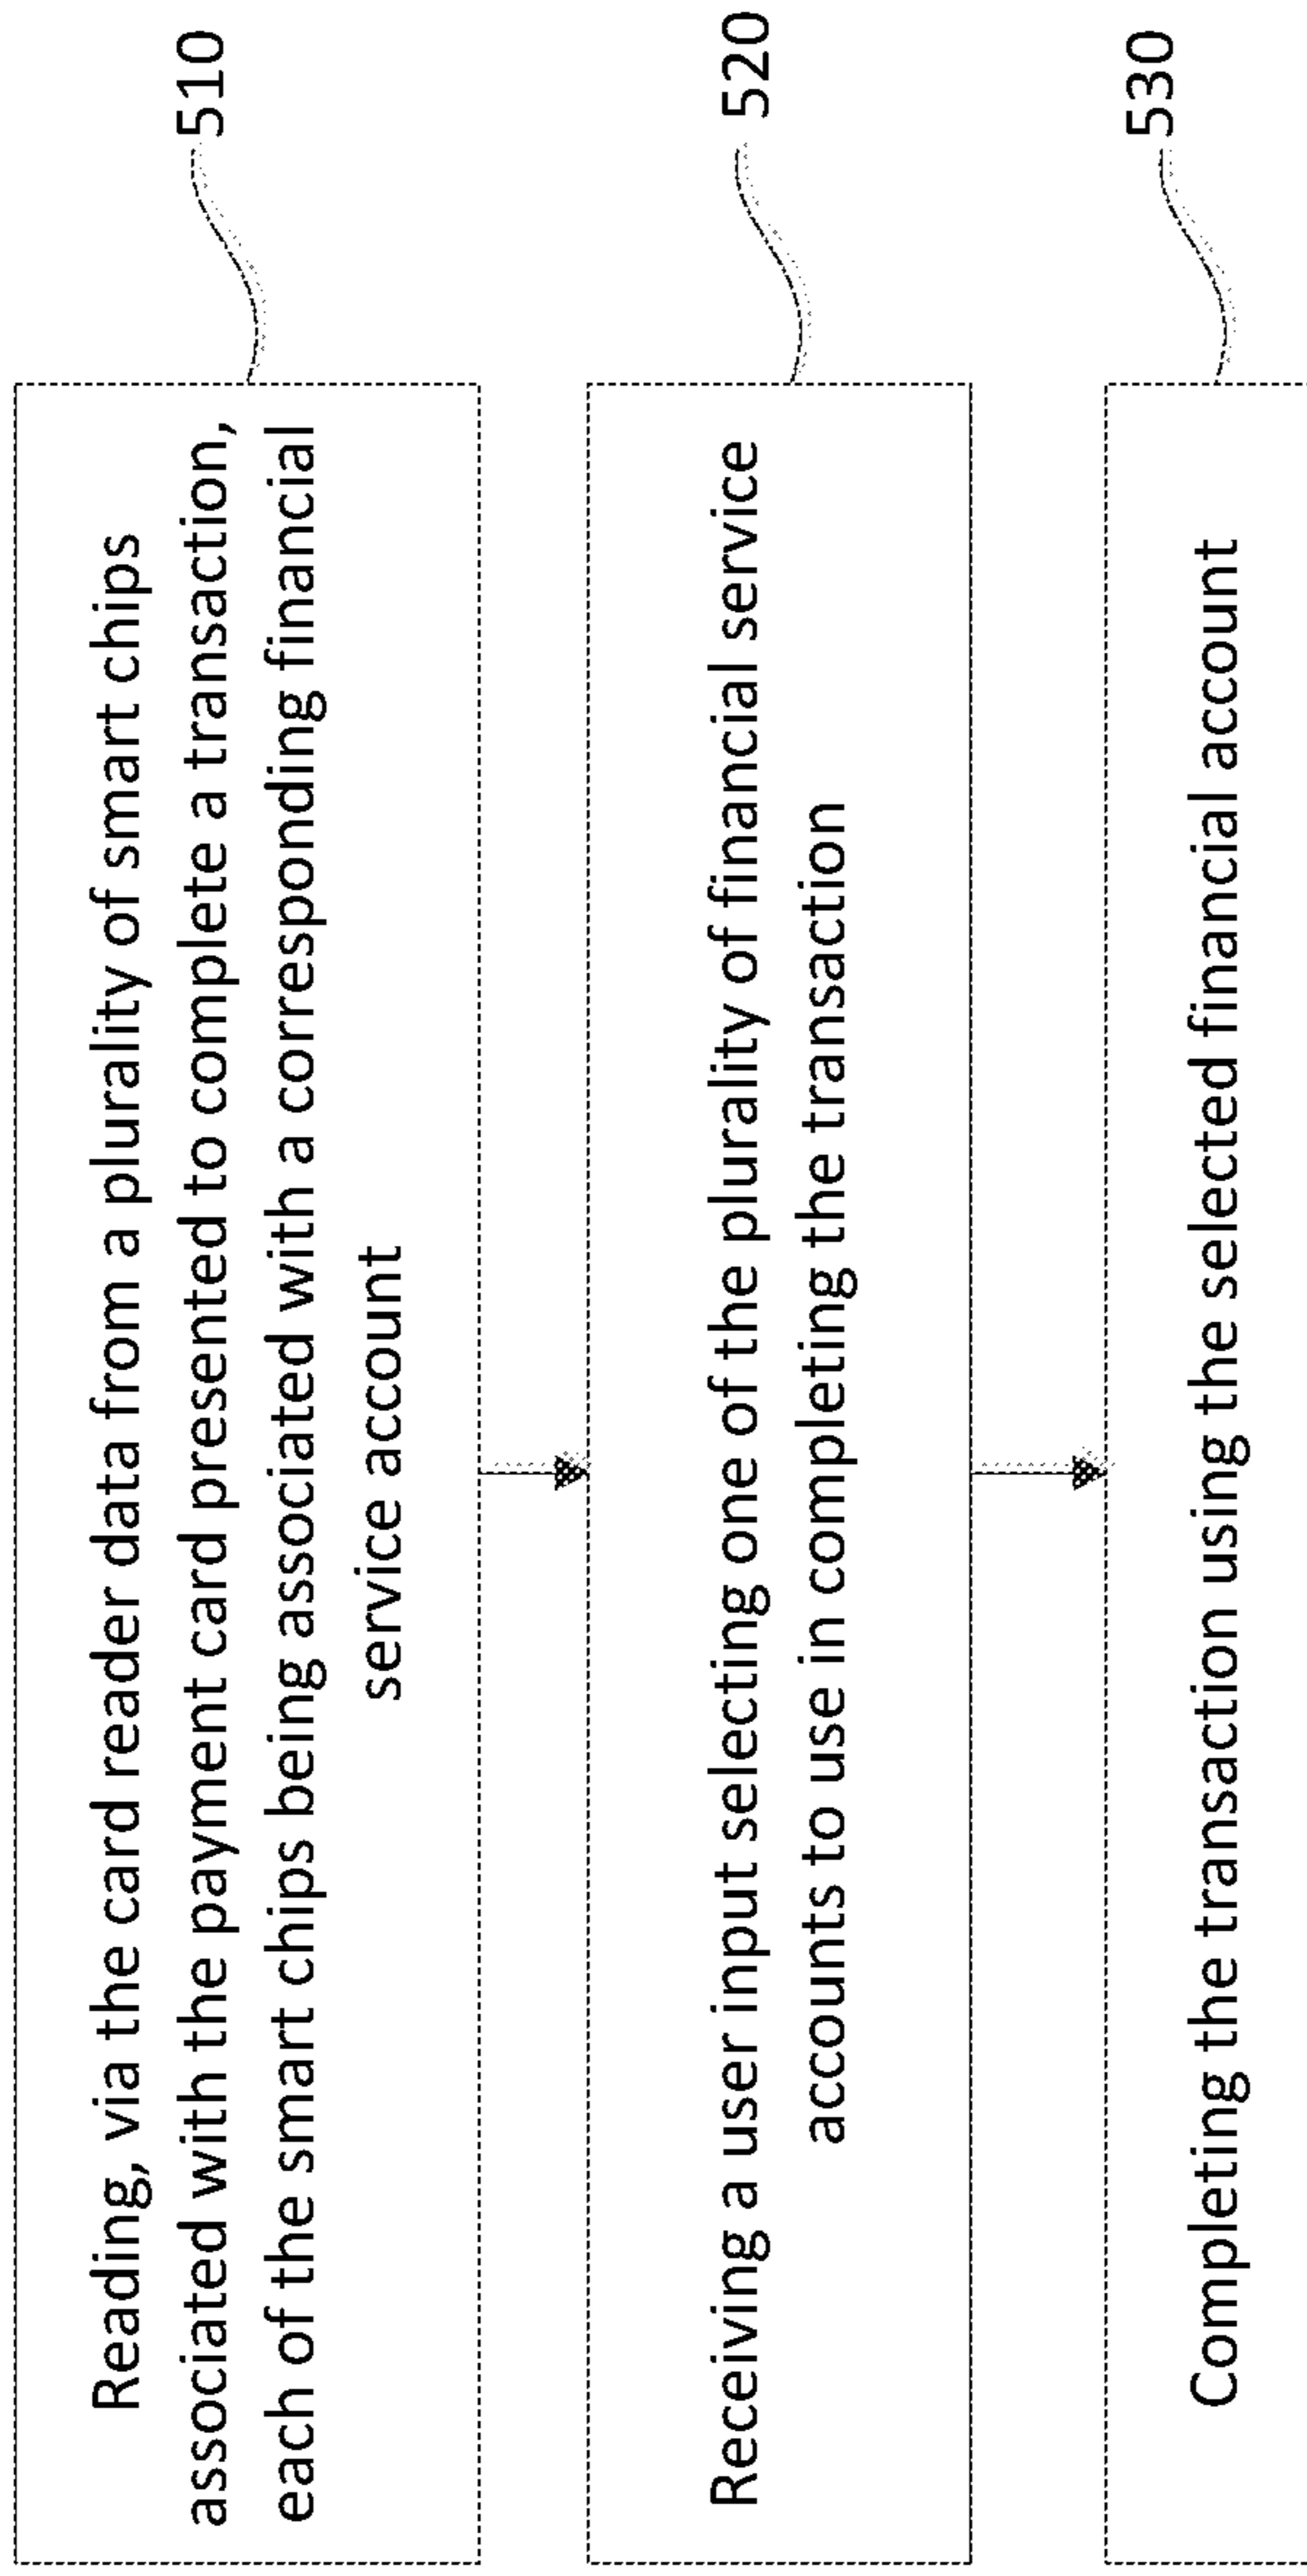 Reading, via the card reader data from a plurality of smart chips
associated with the payment card presented to complete a transaction,
each of the smart chips being associated with a corresponding financial
service account
510
Receiving a user input selecting one of the plurality of financial service
accounts to use in completing the transaction
520
Completing the transaction using the selected financial account
530